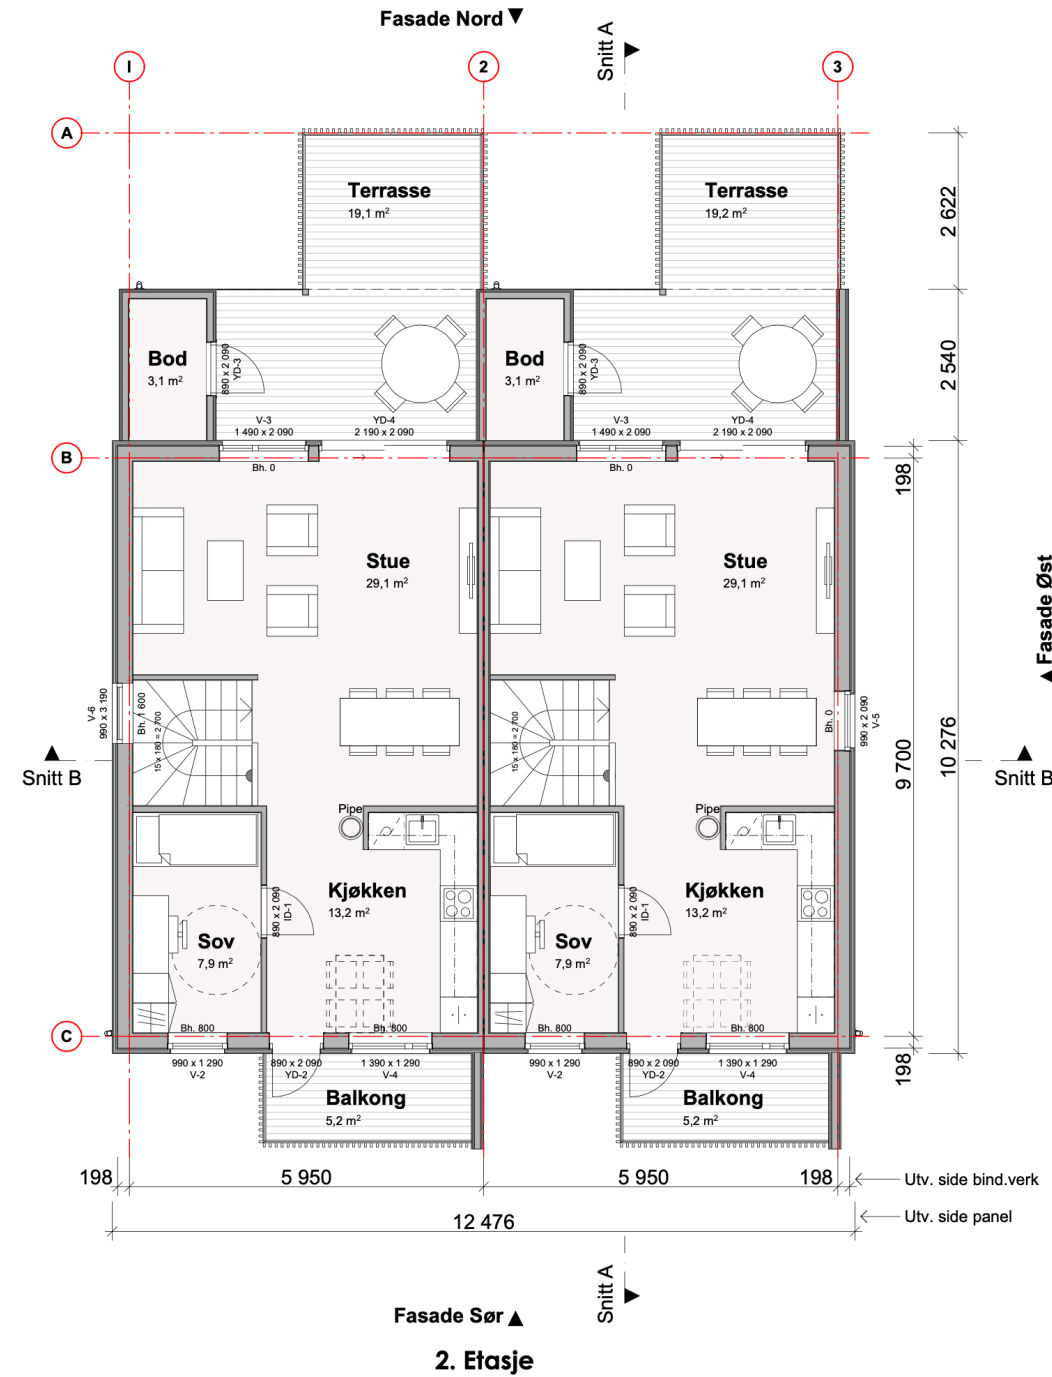 Fasade Nord
Snitt A
1
2
3
A
Terrasse
19,1 m²
Terrasse
19,2 m²
2 622
Bod
3,1 m²
890 x 2 090
YD-3
Bod
3,1 m²
890 x 2 090
YD-3
2 540
V-3
1 490 x 2 090
YD-4
2 190 x 2 090
V-3
1 490 x 2 090
YD-4
2 190 x 2 090
B
Bh. 0
Bh. 0
198
Stue
29,1 m²
Stue
29,1 m²
Fasade Øst
V-6
990 x 3 190
Bh. 1 600
15 x 180 = 2 700
15 x 180 = 2 700
Bh. 0
990 x 2 090
V-5
Snitt B
9 700
10 276
Snitt B
Pipe
Pipe
Kjøkken
13,2 m²
890 x 2 090
ID-1
Kjøkken
13,2 m²
890 x 2 090
ID-1
Sov
7,9 m²
Sov
7,9 m²
C
Bh. 800
Bh. 800
Bh. 800
Bh. 800
990 x 1 290
V-2
890 x 2 090
YD-2
1 390 x 1 290
V-4
990 x 1 290
V-2
890 x 2 090
YD-2
1 390 x 1 290
V-4
198
Balkong
5,2 m²
Balkong
5,2 m²
198
5 950
5 950
198
Utv. side bind.verk
12 476
Utv. side panel
Snitt A
Fasade Sør
2. Etasje